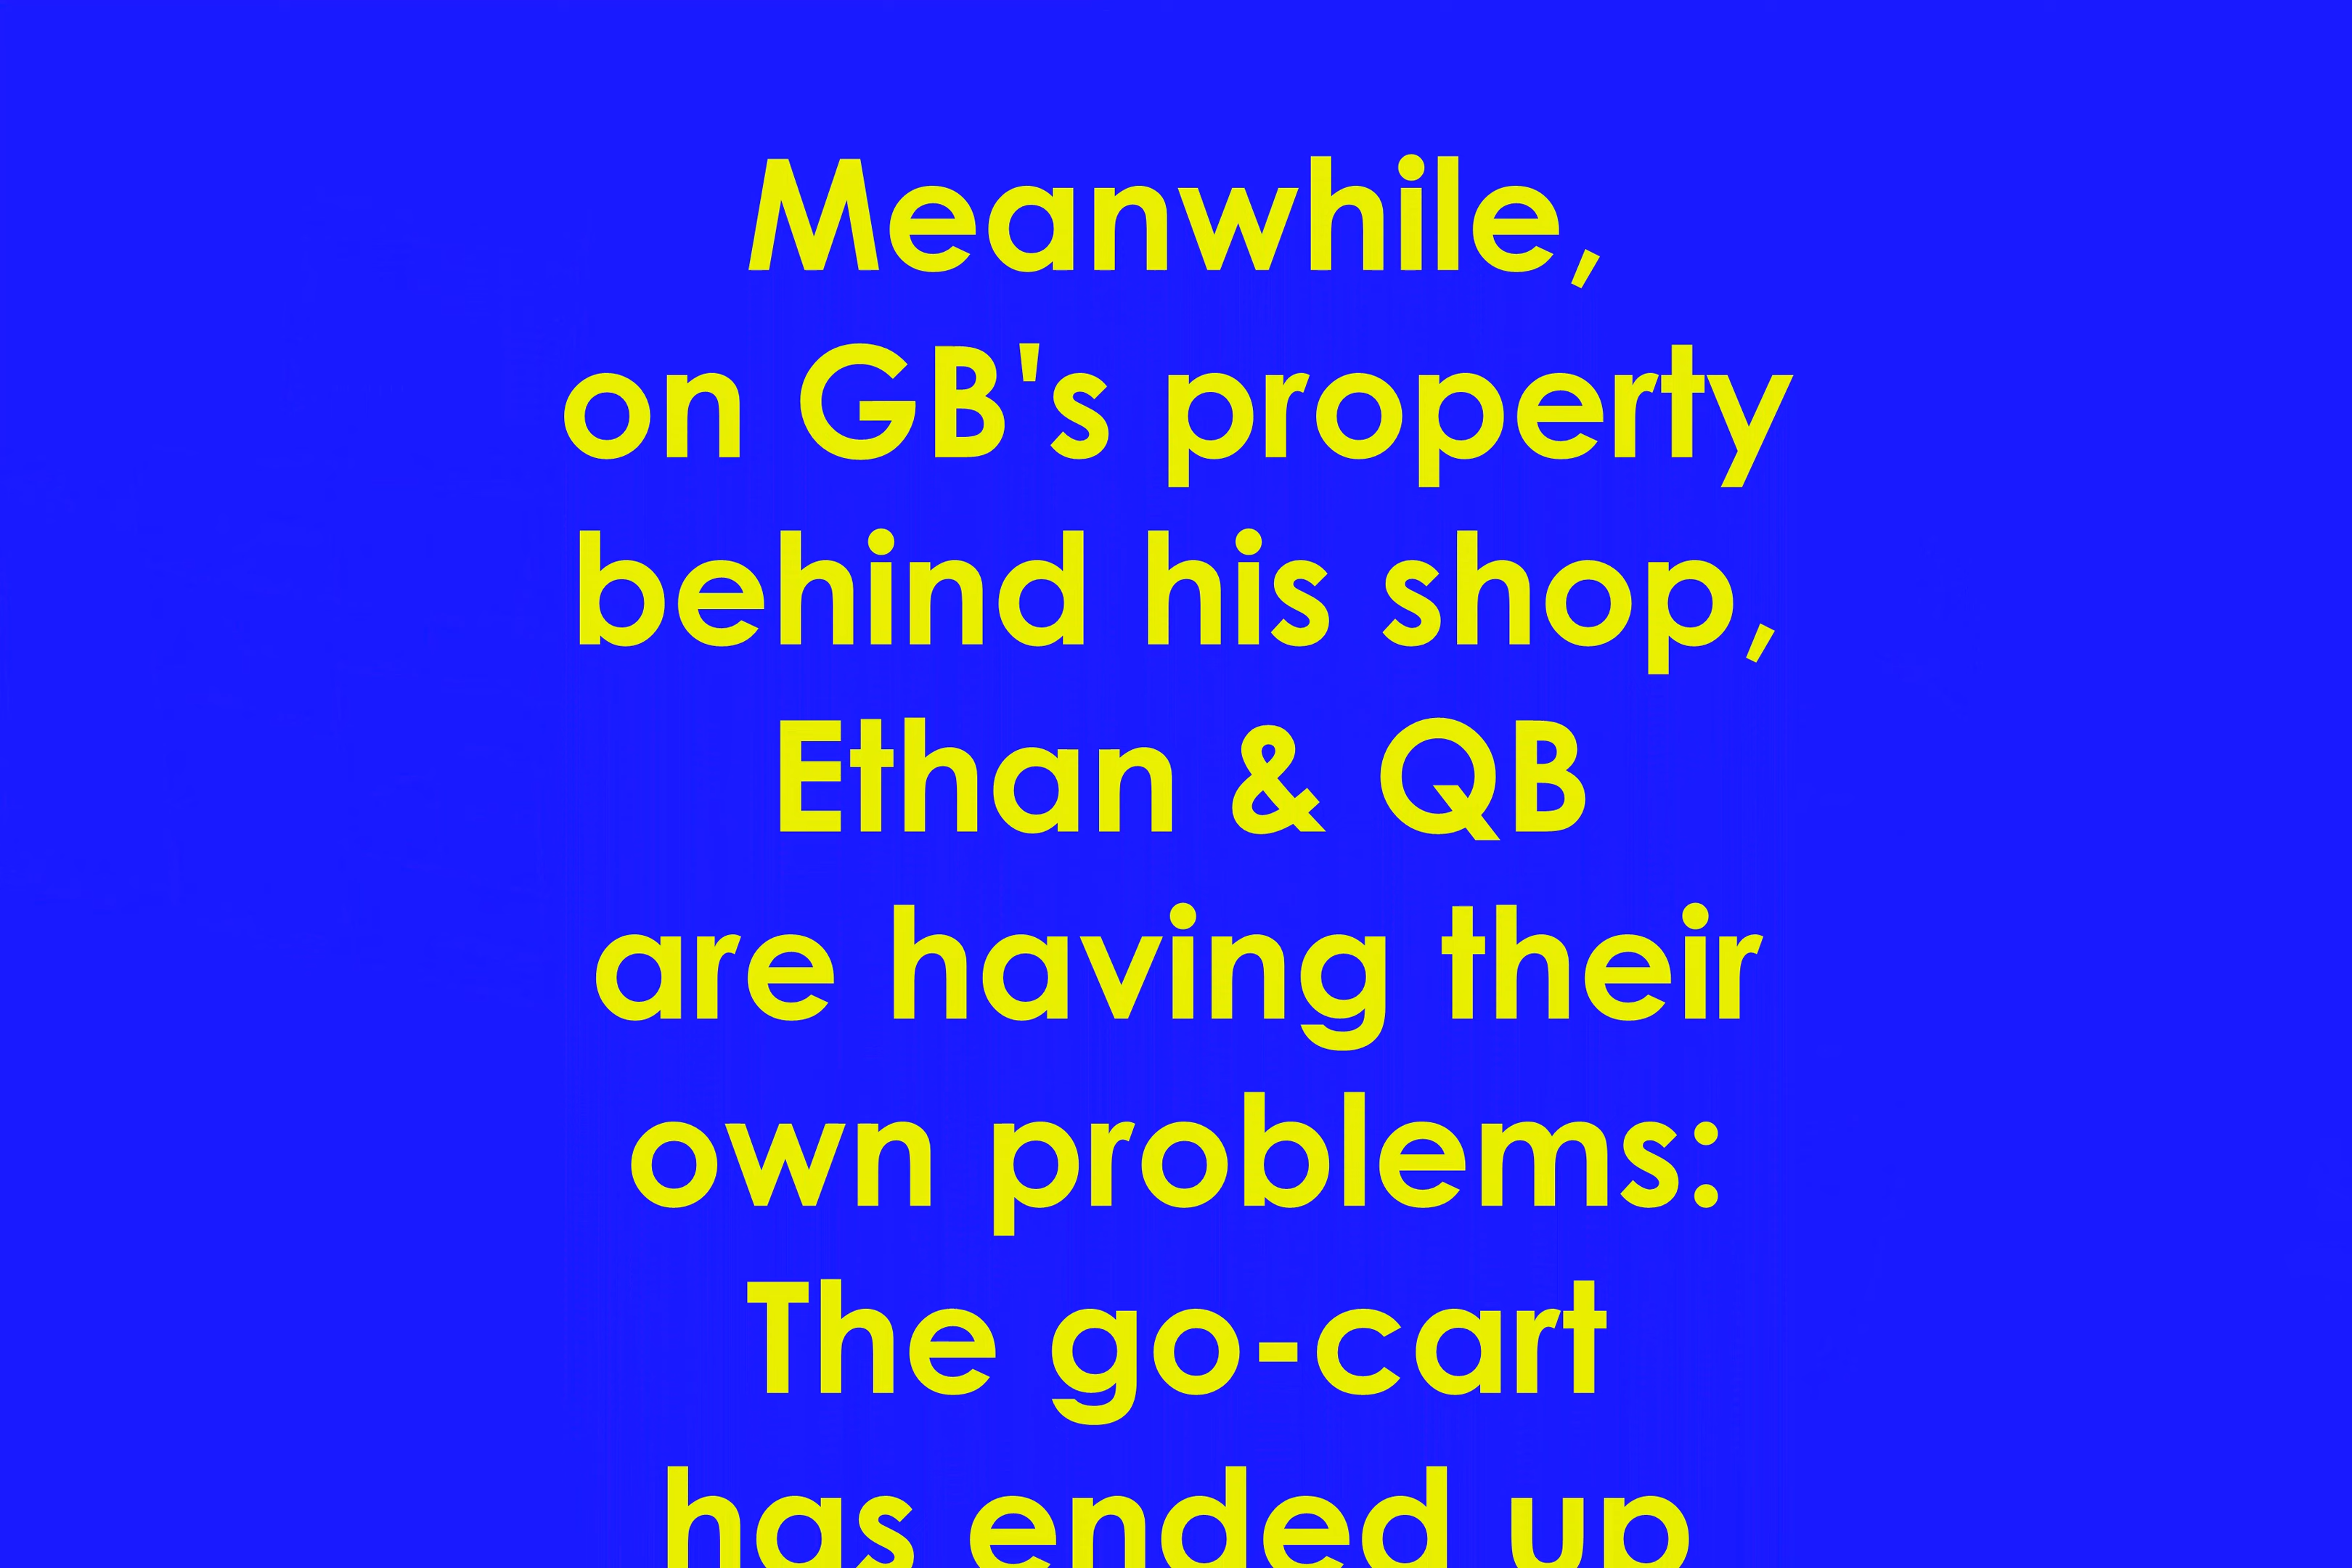 Meanwhile,
on GB's property
behind his shop,
Ethan & QB
are having their
own problems:
The go-cart
has ended up